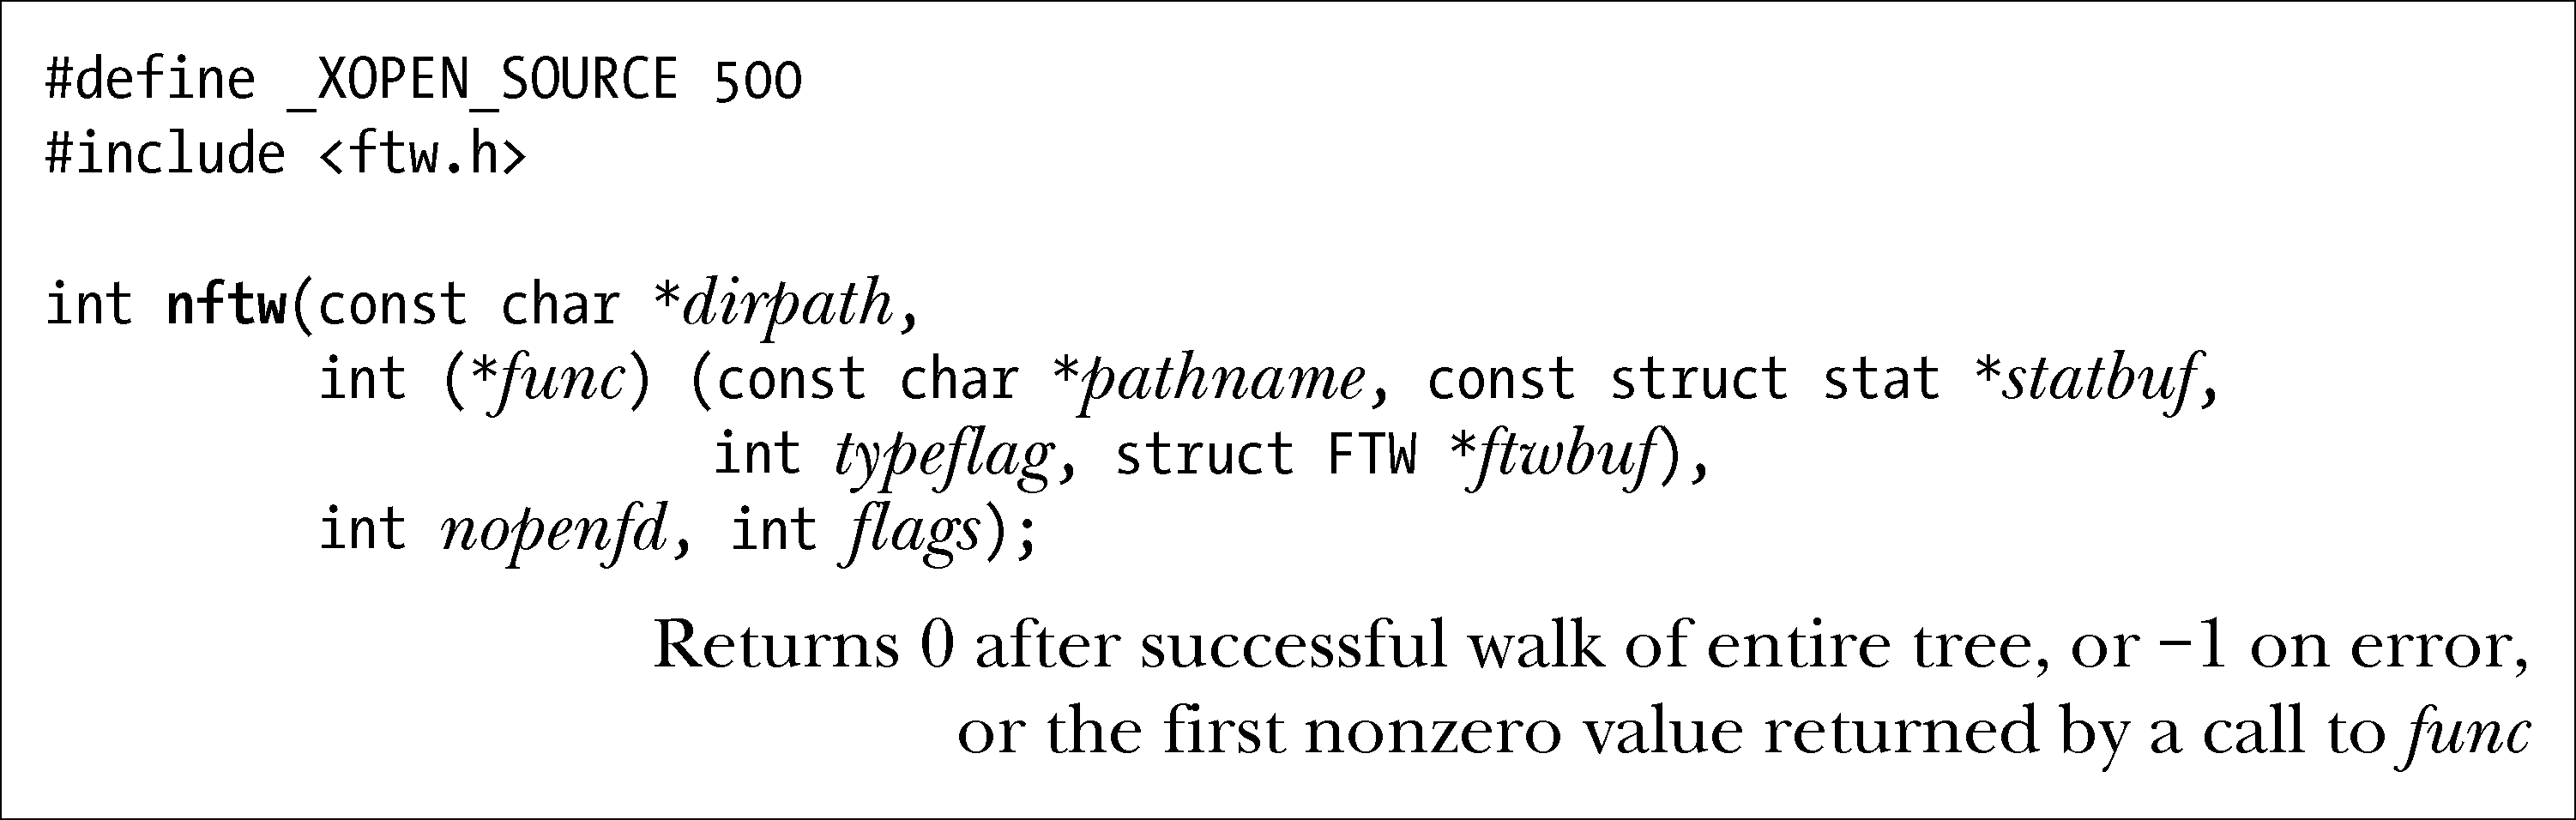 #define _XOPEN_SOURCE 500
#include <ftw.h>
int nftw(const char *dirpath,
int (*func) (const char *pathname, const struct stat *statbuf,
int typeflag, struct FTW *ftwbuf),
int nopenfd, int flags);
Returns 0 after successful walk of entire tree, or −1 on error,
or the first nonzero value returned by a call to func